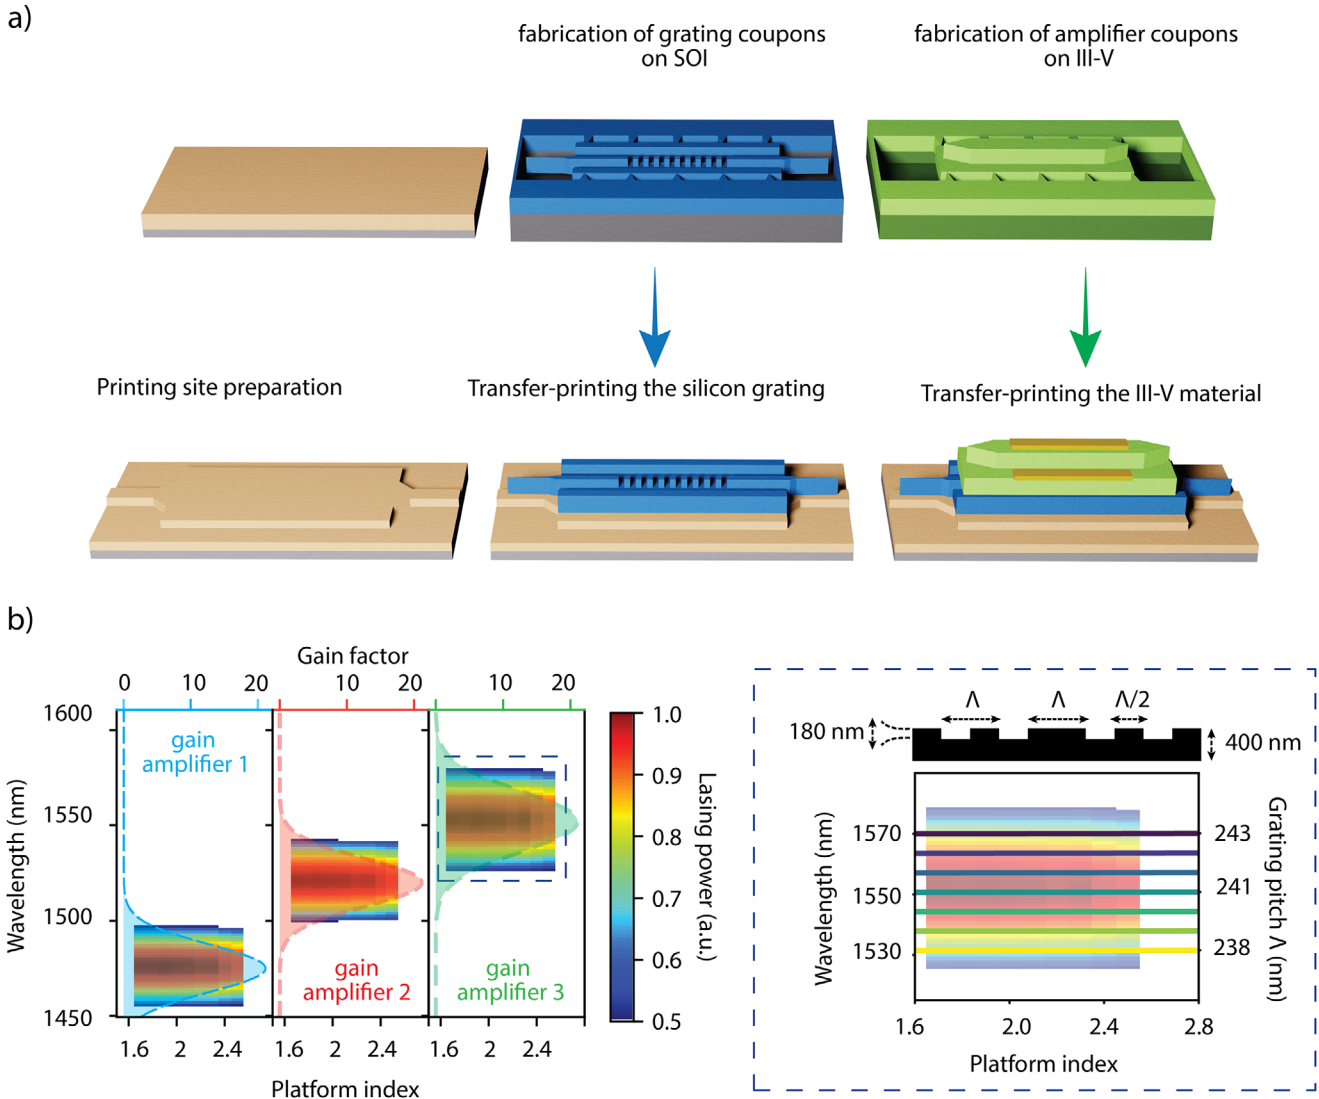 a)
fabrication of grating coupons
on SOI
fabrication of amplifier coupons
on III-V
Printing site preparation
Transfer-printing the silicon grating
Transfer-printing the III-V material
b)
Gain factor
0 10 20
10 20
10 20
1600
1550
1500
1450
Wavelength (nm)
gain
amplifier 1
gain
amplifier 2
gain
amplifier 3
1.6 2 2.4
1.6 2 2.4
1.6 2 2.4
Platform index
1.0
0.9
0.8
0.7
0.6
0.5
Lasing power (a.u.)
Λ Λ Λ/2
180 nm
400 nm
1570
1550
1530
Wavelength (nm)
243
241
238
Grating pitch Λ (nm)
1.6 2.0 2.4 2.8
Platform index